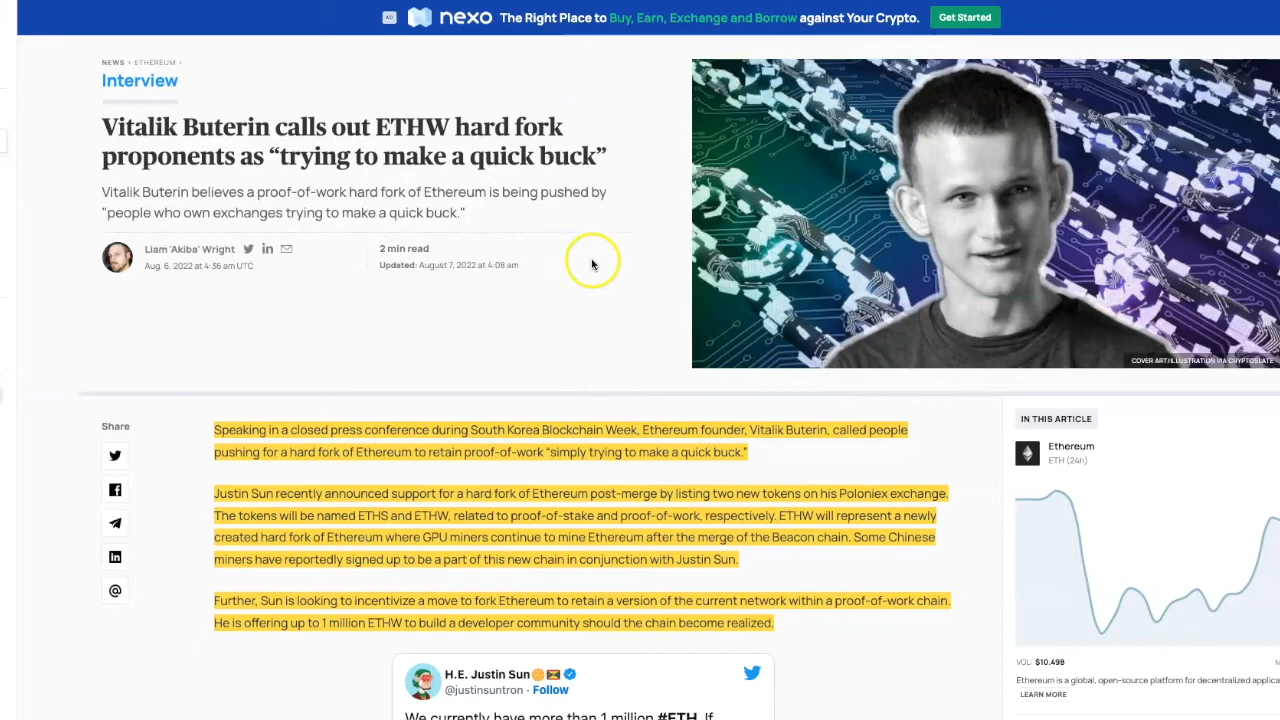 AD nexo The Right Place to Buy, Earn, Exchange and Borrow against Your Crypto. Get Started
NEWS › ETHEREUM ›
Interview
Vitalik Buterin calls out ETHW hard fork
proponents as “trying to make a quick buck”
Vitalik Buterin believes a proof-of-work hard fork of Ethereum is being pushed by
"people who own exchanges trying to make a quick buck."
Liam 'Akiba' Wright
Aug. 6, 2022 at 4:36 am UTC
2 min read
Updated: August 7, 2022 at 4:08 am
COVER ART/ILLUSTRATION VIA CRYPTOSLATE
Share
Speaking in a closed press conference during South Korea Blockchain Week, Ethereum founder, Vitalik Buterin, called people
pushing for a hard fork of Ethereum to retain proof-of-work “simply trying to make a quick buck.”
Justin Sun recently announced support for a hard fork of Ethereum post-merge by listing two new tokens on his Poloniex exchange.
The tokens will be named ETHS and ETHW, related to proof-of-stake and proof-of-work, respectively. ETHW will represent a newly
created hard fork of Ethereum where GPU miners continue to mine Ethereum after the merge of the Beacon chain. Some Chinese
miners have reportedly signed up to be a part of this new chain in conjunction with Justin Sun.
Further, Sun is looking to incentivize a move to fork Ethereum to retain a version of the current network within a proof-of-work chain.
He is offering up to 1 million ETHW to build a developer community should the chain become realized.
H.E. Justin Sun
@justinsuntron · Follow
We currently have more than 1 million #ETH. If
IN THIS ARTICLE
Ethereum
ETH (24h)
VOL: $10.49B
Ethereum is a global, open-source platform for decentralized
LEARN MORE